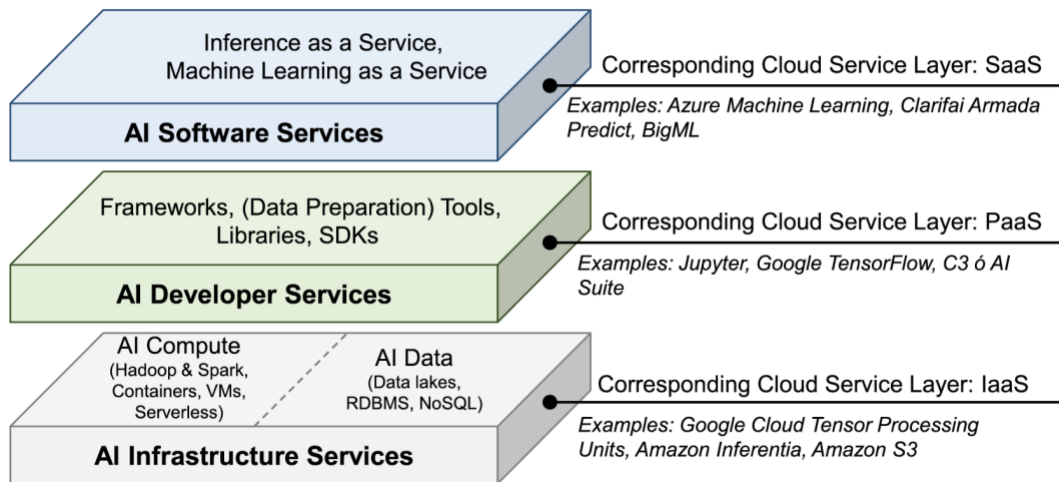 Inference as a Service,
Machine Learning as a Service
AI Software Services
Corresponding Cloud Service Layer: SaaS
Examples: Azure Machine Learning, Clarifai Armada
Predict, BigML
Frameworks, (Data Preparation) Tools,
Libraries, SDKs
AI Developer Services
Corresponding Cloud Service Layer: PaaS
Examples: Jupyter, Google TensorFlow, C3 ó AI
Suite
AI Compute
(Hadoop & Spark,
Containers, VMs,
Serverless)
AI Data
(Data lakes,
RDBMS, NoSQL)
AI Infrastructure Services
Corresponding Cloud Service Layer: IaaS
Examples: Google Cloud Tensor Processing
Units, Amazon Inferentia, Amazon S3